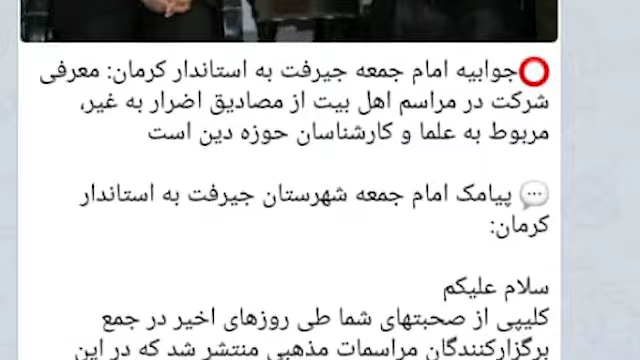 ⭕جوابیه امام جمعه جیرفت به استاندار کرمان: معرفی
شرکت در مراسم اهل بیت از مصادیق اضرار به غیر،
مربوط به علما و کارشناسان حوزه دین است
💬 پیامک امام جمعه شهرستان جیرفت به استاندار
کرمان:
سلام علیکم
کلیپی از صحبتهای شما طی روزهای اخیر در جمع
برگزارکنندگان مراسمات مذهبی منتشر شد که در این